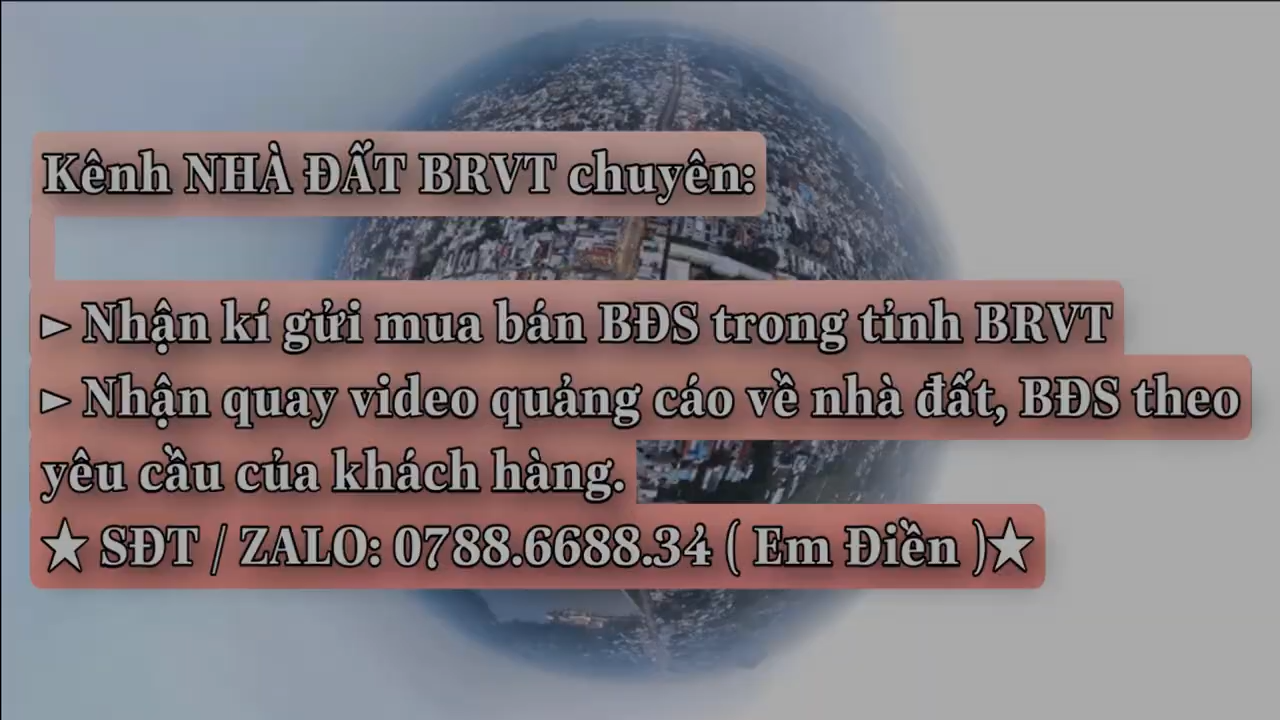 Kênh NHÀ ĐẤT BRVT chuyên:
► Nhận kí gửi mua bán BĐS trong tỉnh BRVT
► Nhận quay video quảng cáo về nhà đất, BĐS theo
yêu cầu của khách hàng.
★ SĐT / ZALO: 0788.6688.34 ( Em Điền )★